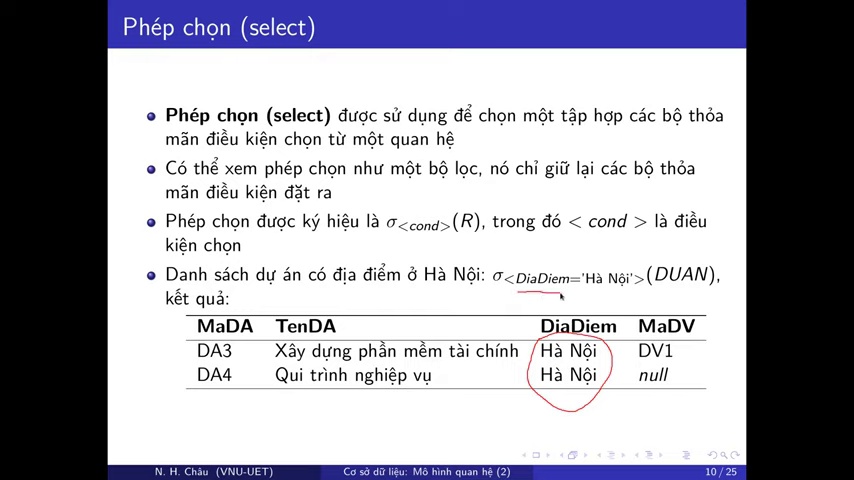 Phép chọn (select)
Phép chọn (select) được sử dụng để chọn một tập hợp các bộ thỏa
mãn điều kiện chọn từ một quan hệ
Có thể xem phép chọn như một bộ lọc, nó chỉ giữ lại các bộ thỏa
mãn điều kiện đặt ra
Phép chọn được ký hiệu là σ<cond>(R), trong đó < cond > là điều
kiện chọn
Danh sách dự án có địa điểm ở Hà Nội: σ<DiaDiem='Hà Nội'>(DUAN),
kết quả:
MaDA TenDA DiaDiem MaDV
DA3 Xây dựng phần mềm tài chính Hà Nội DV1
DA4 Qui trình nghiệp vụ Hà Nội null
N. H. Châu (VNU-UET) Cơ sở dữ liệu: Mô hình quan hệ (2) 10 / 25